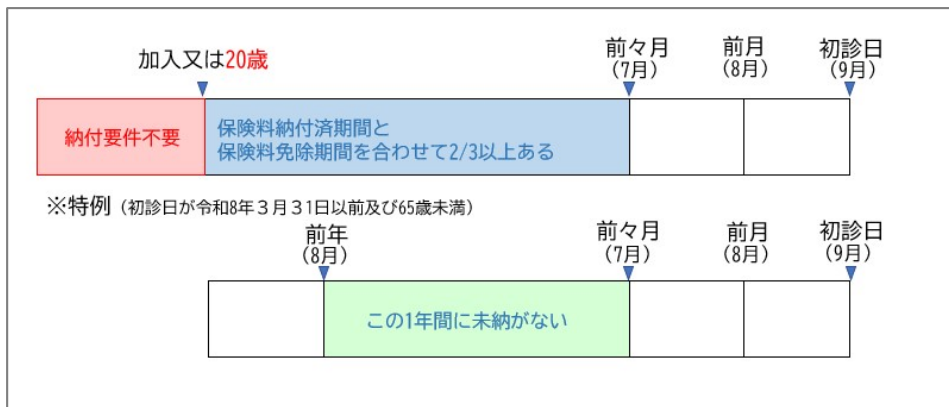 加入又は20歳
前々月
(7月)
前月
(8月)
初診日
(9月)
納付要件不要
保険料納付済期間と
保険料免除期間を合わせて2/3以上ある
※特例(初診日が令和8年3月31日以前及び65歳未満)
前年
(8月)
前々月
(7月)
前月
(8月)
初診日
(9月)
この1年間に未納がない